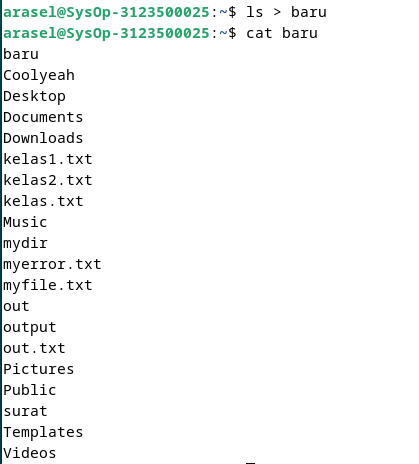 arasel@SysOp-3123500025:~$ ls > baru
arasel@SysOp-3123500025:~$ cat baru
baru
Coolyeah
Desktop
Documents
Downloads
kelas1.txt
kelas2.txt
kelas.txt
Music
mydir
myerror.txt
myfile.txt
out
output
out.txt
Pictures
Public
surat
Templates
Videos